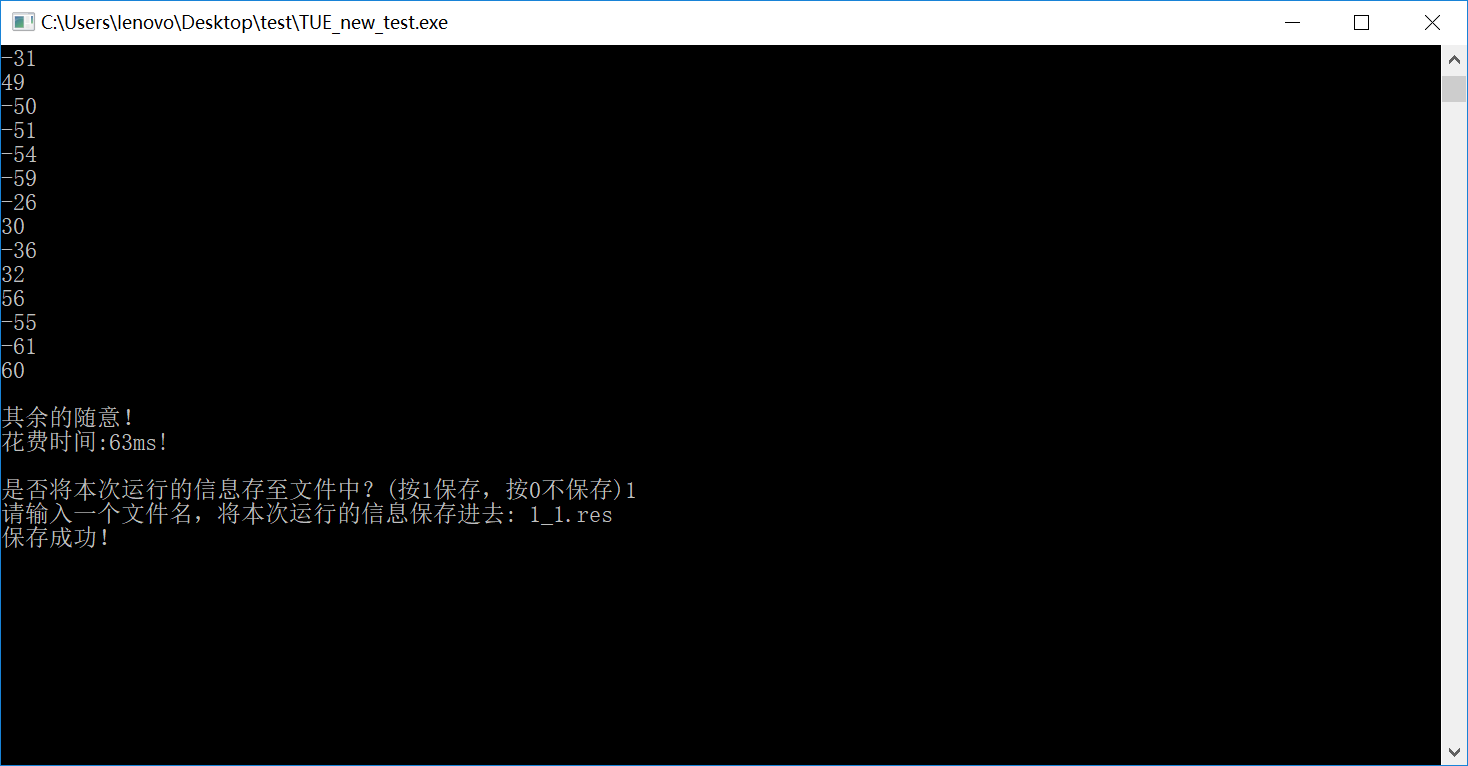 C:\Users\lenovo\Desktop\test\TUE_new_test.exe
-31
49
-50
-51
-54
-59
-26
30
-36
32
56
-55
-61
60
其余的随意！
花费时间:63ms!
是否将本次运行的信息存至文件中？(按1保存，按0不保存)1
请输入一个文件名，将本次运行的信息保存进去: 1_1.res
保存成功！